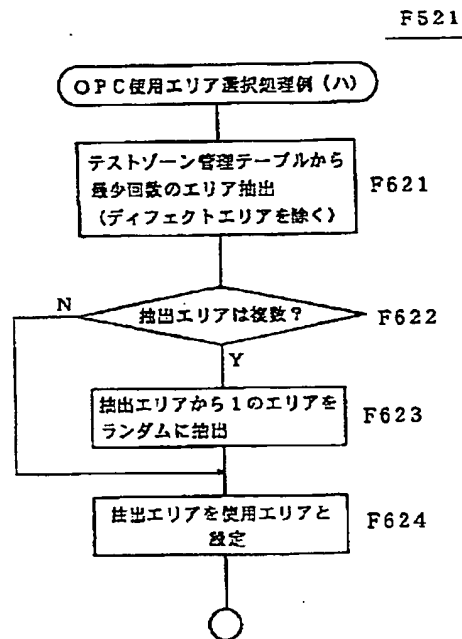 F521
OPC使用エリア選択処理例(ハ)
テストゾーン管理テーブルから
最少回数のエリア抽出
(ディフェクトエリアを除く)
F621
N
抽出エリアは複数?
F622
Y
抽出エリアから1のエリアを
ランダムに抽出
F623
抽出エリアを使用エリアと
設定
F624